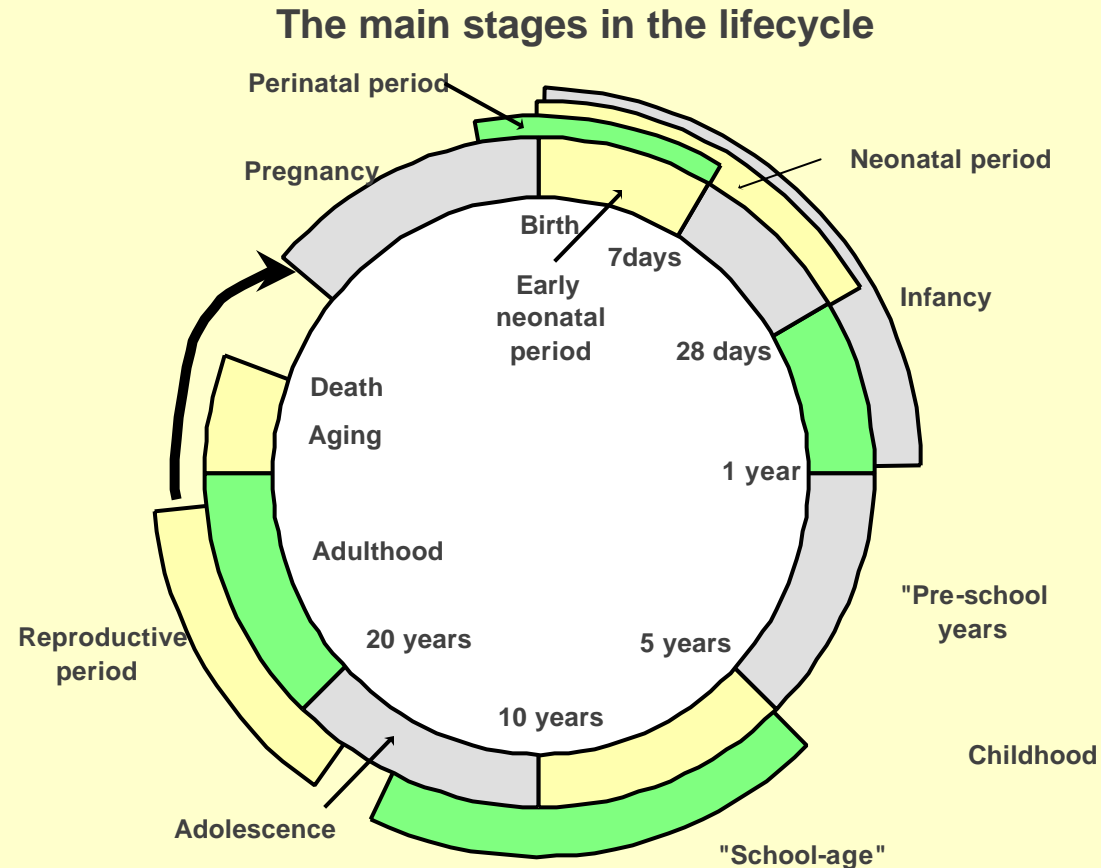 The main stages in the lifecycle
Perinatal period
Neonatal period
Pregnancy
Birth
7days
Early
neonatal
period
Infancy
28 days
Death
Aging
1 year
Adulthood
"Pre-school
years
Reproductive
period
20 years
5 years
10 years
Childhood
Adolescence
"School-age"